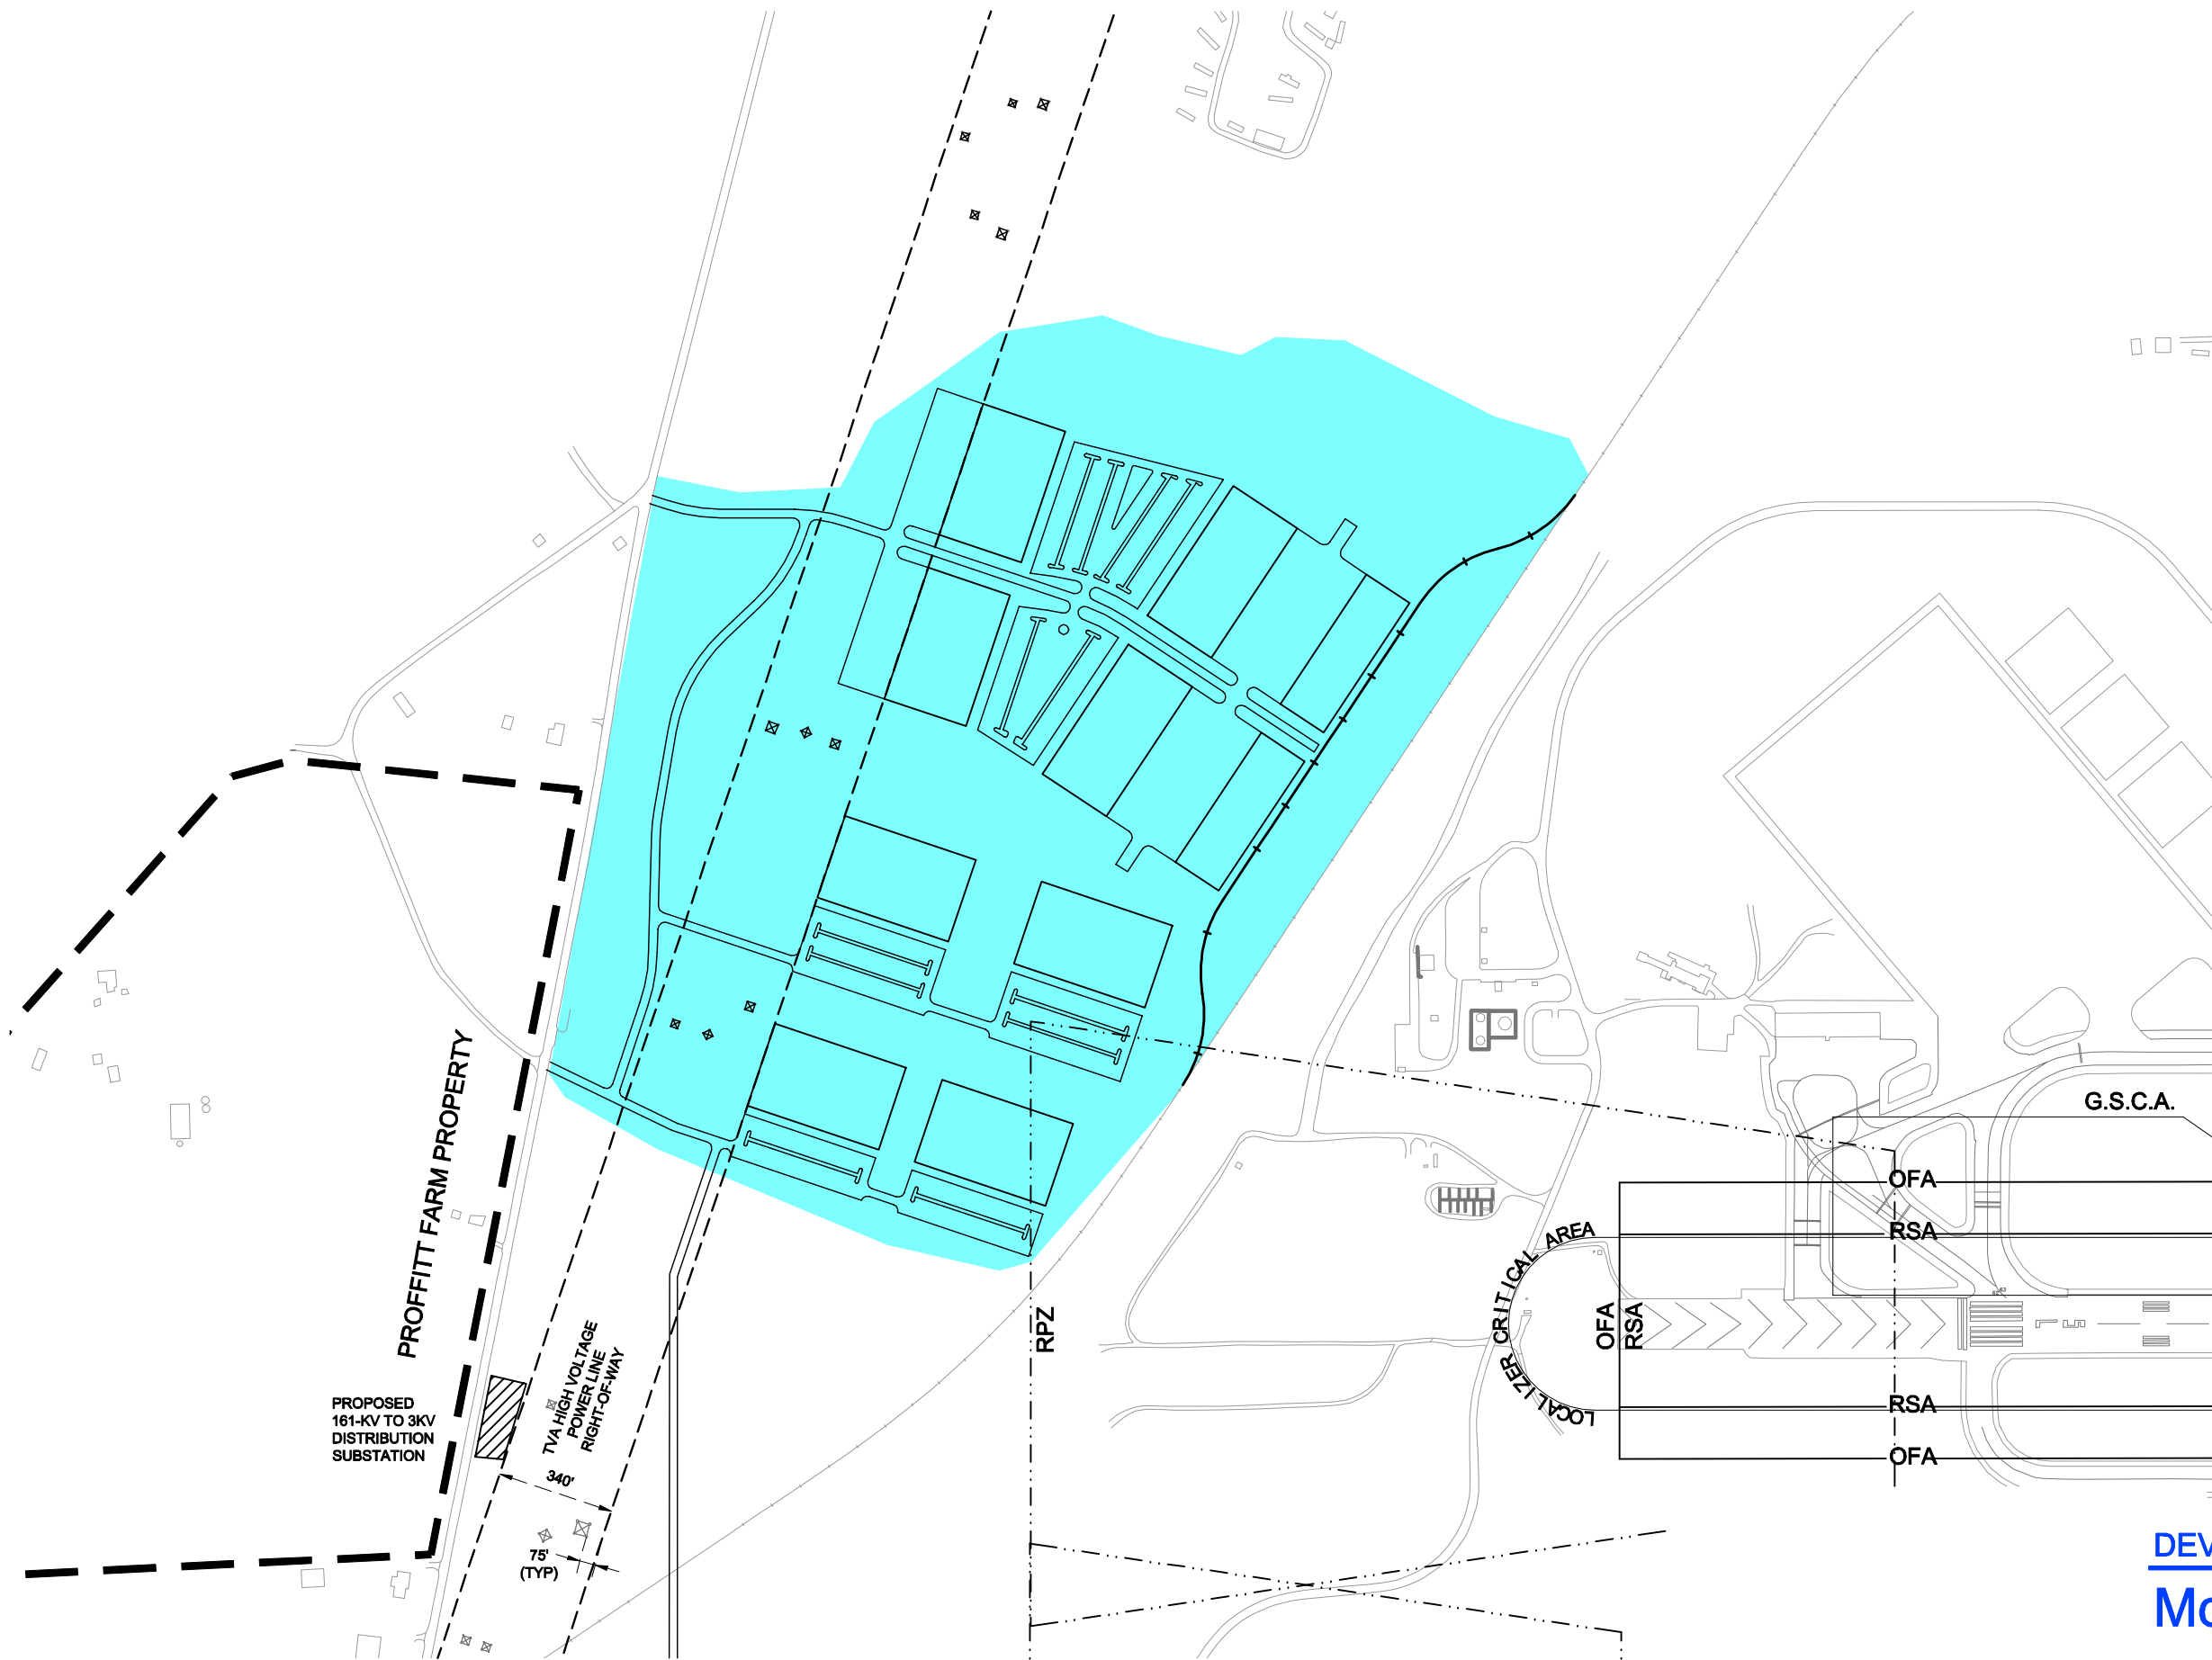 G.S.C.A.
OFA
RSA
LOCALIZER CRITICAL AREA
OFA
RSA
RPZ
RSA
OFA
PROFFITT FARM PROPERTY
TVA HIGH VOLTAGE
POWER LINE
RIGHT-OF-WAY
PROPOSED
161-KV TO 3KV
DISTRIBUTION
SUBSTATION
340'
75'
(TYP)
DEV
Mo